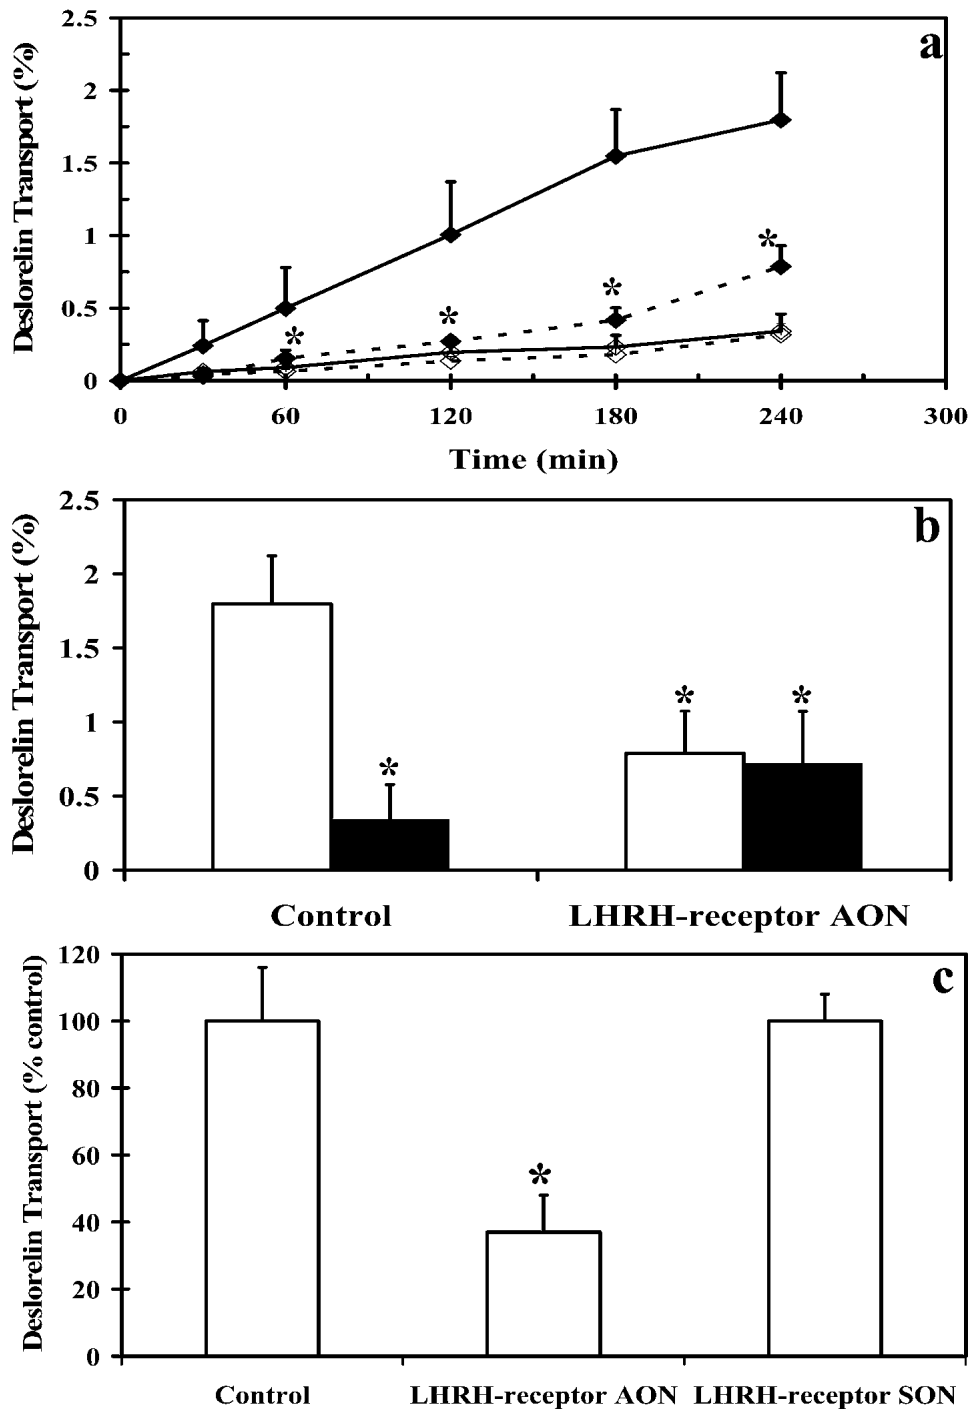 a
Deslorelin Transport (%)
2.5
2
1.5
1
0.5
0
* * * *
0 60 120 180 240 300
Time (min)
b
Deslorelin Transport (%)
2.5
2
1.5
1
0.5
0
* * *
Control LHRH-receptor AON
c
Deslorelin Transport (% control)
120
100
80
60
40
20
0
*
Control LHRH-receptor AON LHRH-receptor SON